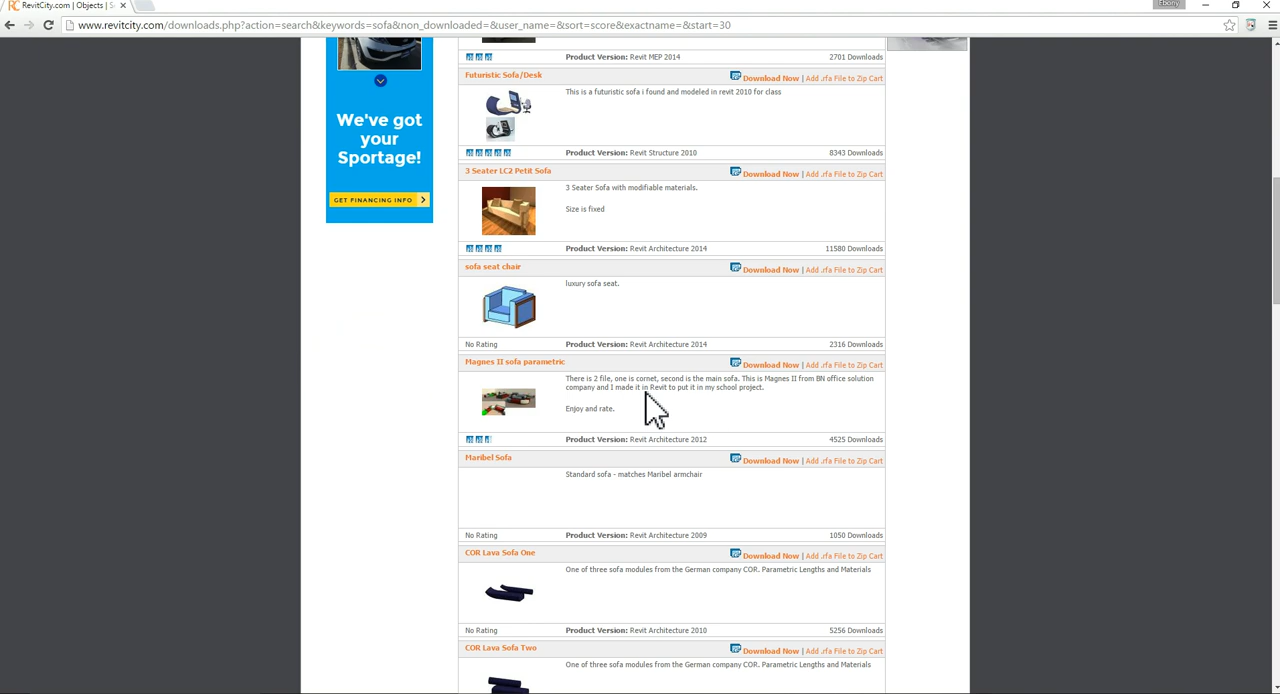 RevitCity.com | Objects | S
Ebony
www.revitcity.com/downloads.php?action=search&keywords=sofa&non_downloaded=&user_name=&sort=score&exactname=&start=30
We've got
your
Sportage!
GET FINANCING INFO
Product Version: Revit MEP 2014 2701 Downloads
Futuristic Sofa/Desk Download Now | Add .rfa File to Zip Cart
This is a futuristic sofa i found and modeled in revit 2010 for class
Product Version: Revit Structure 2010 8343 Downloads
3 Seater LC2 Petit Sofa Download Now | Add .rfa File to Zip Cart
3 Seater Sofa with modifiable materials.
Size is fixed
Product Version: Revit Architecture 2014 11580 Downloads
sofa seat chair Download Now | Add .rfa File to Zip Cart
luxury sofa seat.
No Rating Product Version: Revit Architecture 2014 2316 Downloads
Magnes II sofa parametric Download Now | Add .rfa File to Zip Cart
There is 2 file, one is cornet, second is the main sofa. This is Magnes II from BN office solution
company and I made it in Revit to put it in my school project.
Enjoy and rate.
Product Version: Revit Architecture 2012 4525 Downloads
Maribel Sofa Download Now | Add .rfa File to Zip Cart
Standard sofa - matches Maribel armchair
No Rating Product Version: Revit Architecture 2009 1050 Downloads
COR Lava Sofa One Download Now | Add .rfa File to Zip Cart
One of three sofa modules from the German company COR. Parametric Lengths and Materials
No Rating Product Version: Revit Architecture 2010 5256 Downloads
COR Lava Sofa Two Download Now | Add .rfa File to Zip Cart
One of three sofa modules from the German company COR. Parametric Lengths and Materials